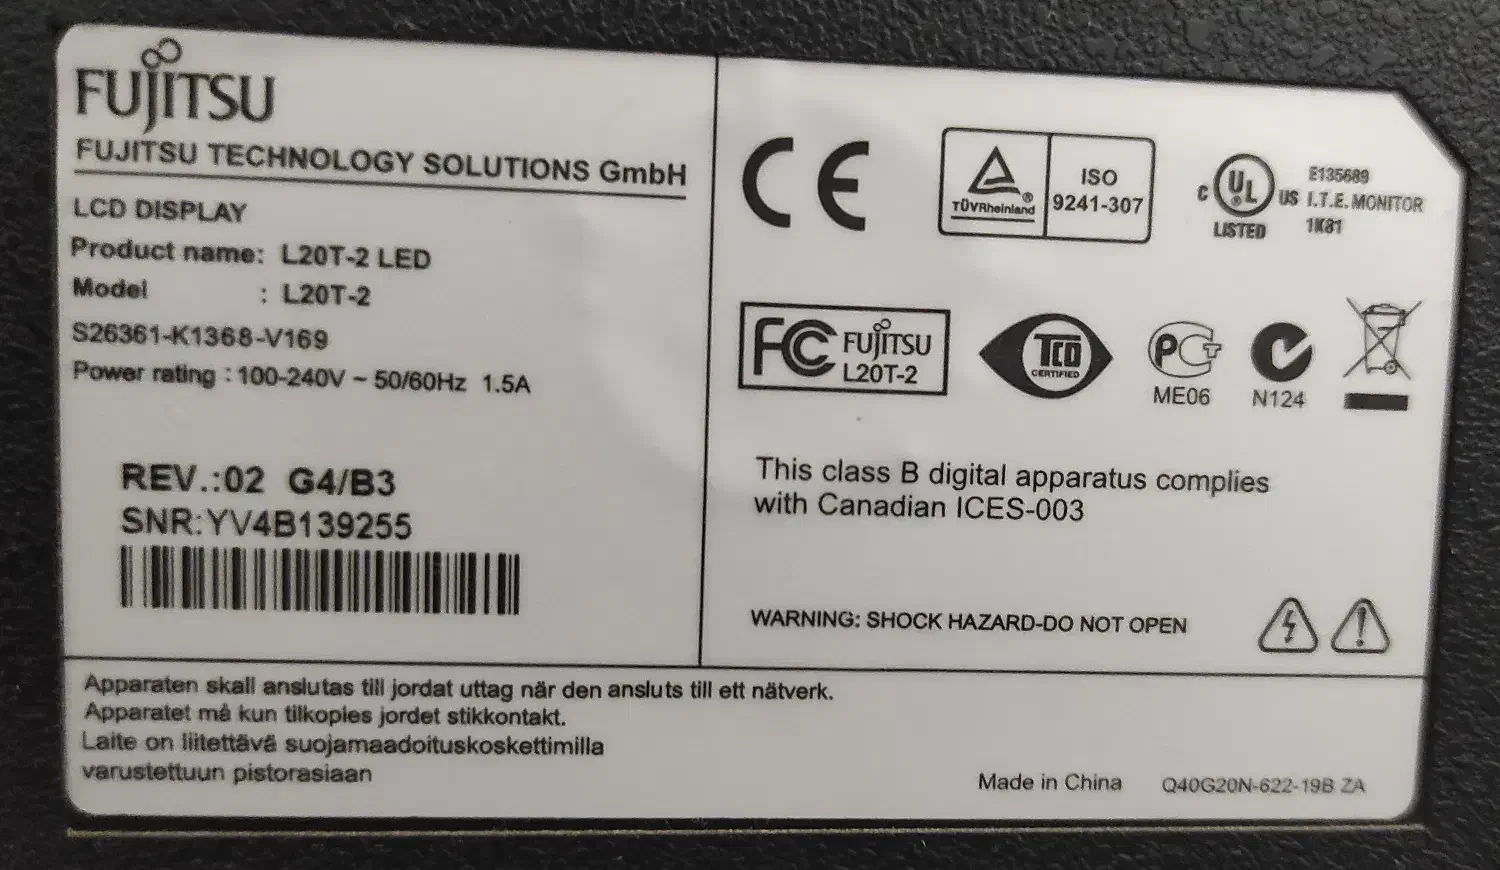 FUJITSU
FUJITSU TECHNOLOGY SOLUTIONS GmbH
LCD DISPLAY
Product name: L20T-2 LED
Model : L20T-2
S26361-K1368-V169
Power rating : 100-240V ~ 50/60Hz 1.5A
REV.:02 G4/B3
SNR:YV4B139255
CE
TÜVRheinland®
ISO
9241-307
C UL® US
LISTED
E135689
I.T.E. MONITOR
1K81
FC FUJITSU
L20T-2
TCO
CERTIFIED
PCT
ME06
N124
This class B digital apparatus complies
with Canadian ICES-003
WARNING: SHOCK HAZARD-DO NOT OPEN
Apparaten skall anslutas till jordat uttag när den ansluts till ett nätverk.
Apparatet må kun tilkoples jordet stikkontakt.
Laite on liitettävä suojamaadoituskoskettimilla
varustettuun pistorasiaan
Made in China Q40G20N-622-19B ZA